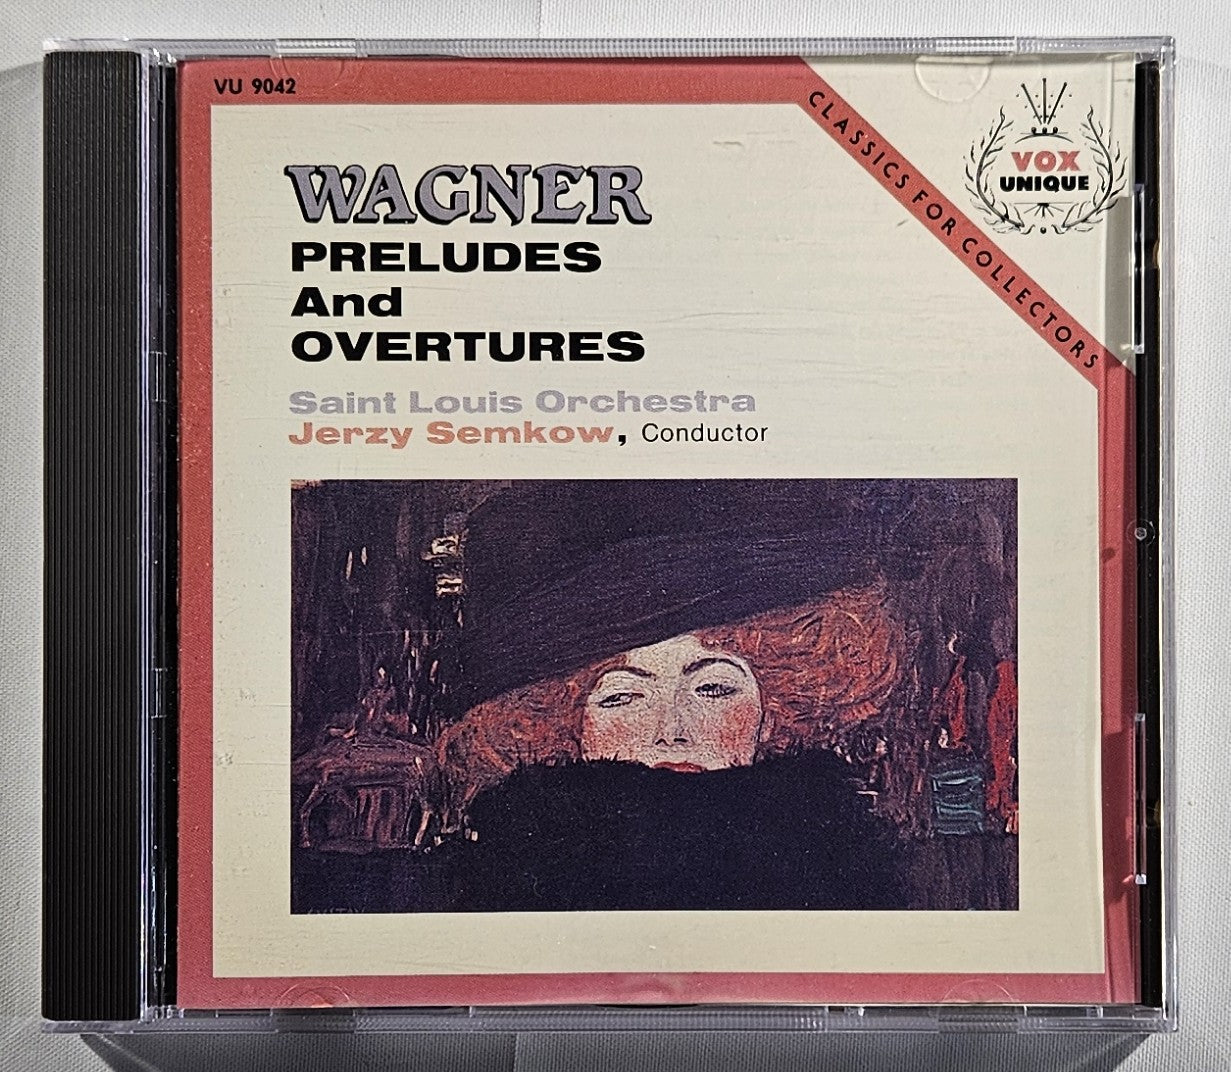 VU 9042
CLASSICS FOR COLLECTORS
VOX
UNIQUE
WAGNER
PRELUDES
And
OVERTURES
Saint Louis Orchestra
Jerzy Semkow, Conductor